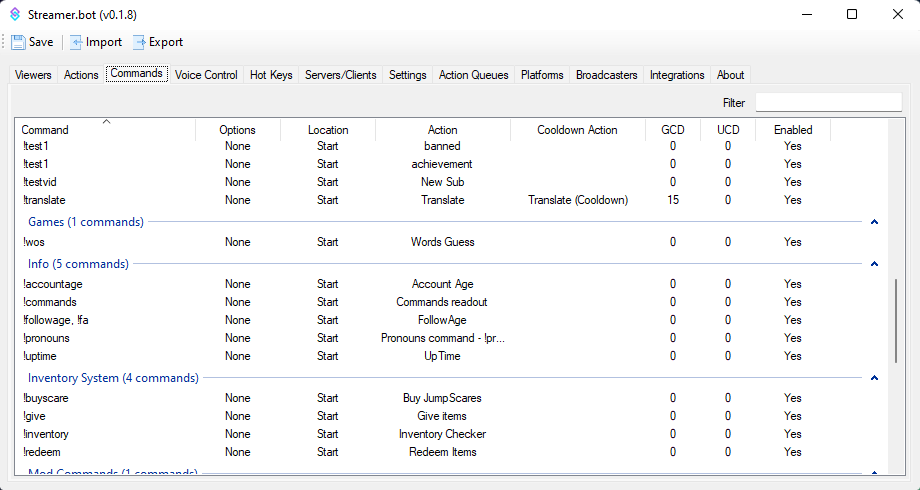 Streamer.bot (v0.1.8)
Save Import Export
Viewers Actions Commands Voice Control Hot Keys Servers/Clients Settings Action Queues Platforms Broadcasters Integrations About
Filter
Command Options Location Action Cooldown Action GCD UCD Enabled
!test1 None Start banned 0 0 Yes
!test1 None Start achievement 0 0 Yes
!testvid None Start New Sub 0 0 Yes
!translate None Start Translate Translate (Cooldown) 15 0 Yes
Games (1 commands)
!wos None Start Words Guess 0 0 Yes
Info (5 commands)
!accountage None Start Account Age 0 0 Yes
!commands None Start Commands readout 0 0 Yes
!followage, !fa None Start FollowAge 0 0 Yes
!pronouns None Start Pronouns command - !pr... 0 0 Yes
!uptime None Start UpTime 0 0 Yes
Inventory System (4 commands)
!buyscare None Start Buy JumpScares 0 0 Yes
!give None Start Give items 0 0 Yes
!inventory None Start Inventory Checker 0 0 Yes
!redeem None Start Redeem Items 0 0 Yes
Mod Commands (1 commands)